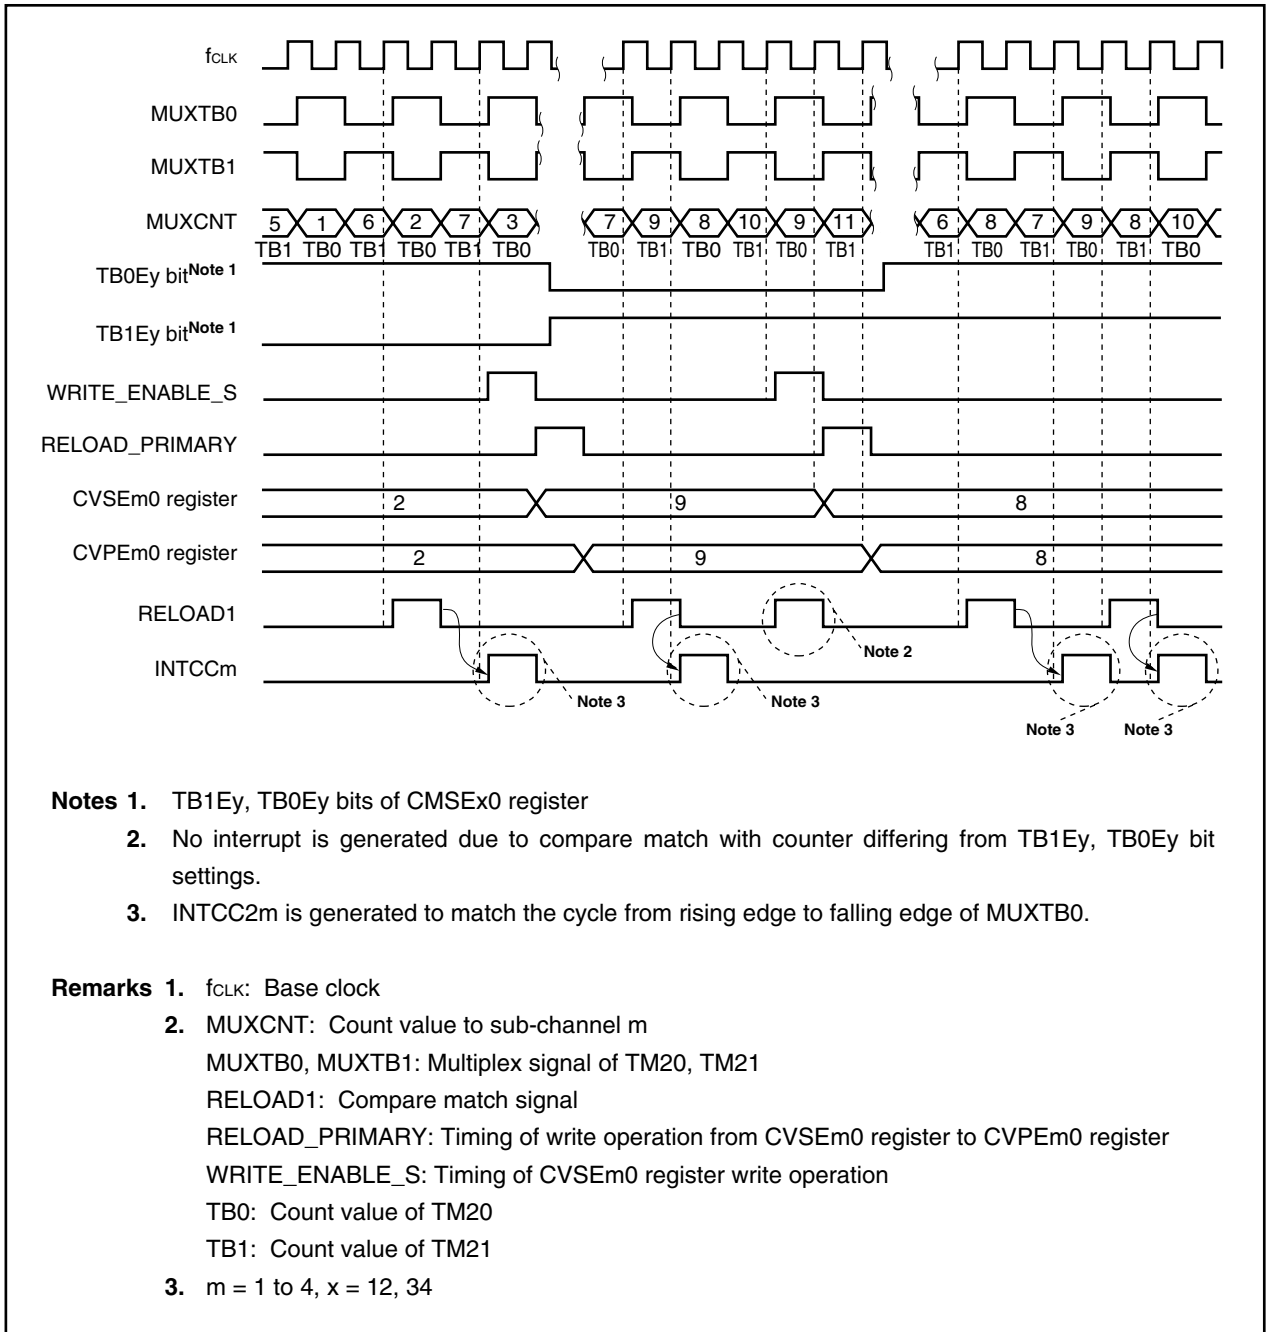 fCLK
MUXTB0
MUXTB1
MUXCNT 5 1 6 2 7 3 7 9 8 10 9 11 6 8 7 9 8 10
TB1 TB0 TB1 TB0 TB1 TB0 TB0 TB1 TB0 TB1 TB0 TB1 TB1 TB0 TB1 TB0 TB1 TB0
TB0Ey bitNote 1
TB1Ey bitNote 1
WRITE_ENABLE_S
RELOAD_PRIMARY
CVSEm0 register 2 9 8
CVPEm0 register 2 9 8
RELOAD1
Note 2
INTCCm
Note 3 Note 3
Note 3 Note 3
Notes 1. TB1Ey, TB0Ey bits of CMSEx0 register
2. No interrupt is generated due to compare match with counter differing from TB1Ey, TB0Ey bit
settings.
3. INTCC2m is generated to match the cycle from rising edge to falling edge of MUXTB0.
Remarks 1. fCLK: Base clock
2. MUXCNT: Count value to sub-channel m
MUXTB0, MUXTB1: Multiplex signal of TM20, TM21
RELOAD1: Compare match signal
RELOAD_PRIMARY: Timing of write operation from CVSEm0 register to CVPEm0 register
WRITE_ENABLE_S: Timing of CVSEm0 register write operation
TB0: Count value of TM20
TB1: Count value of TM21
3. m = 1 to 4, x = 12, 34